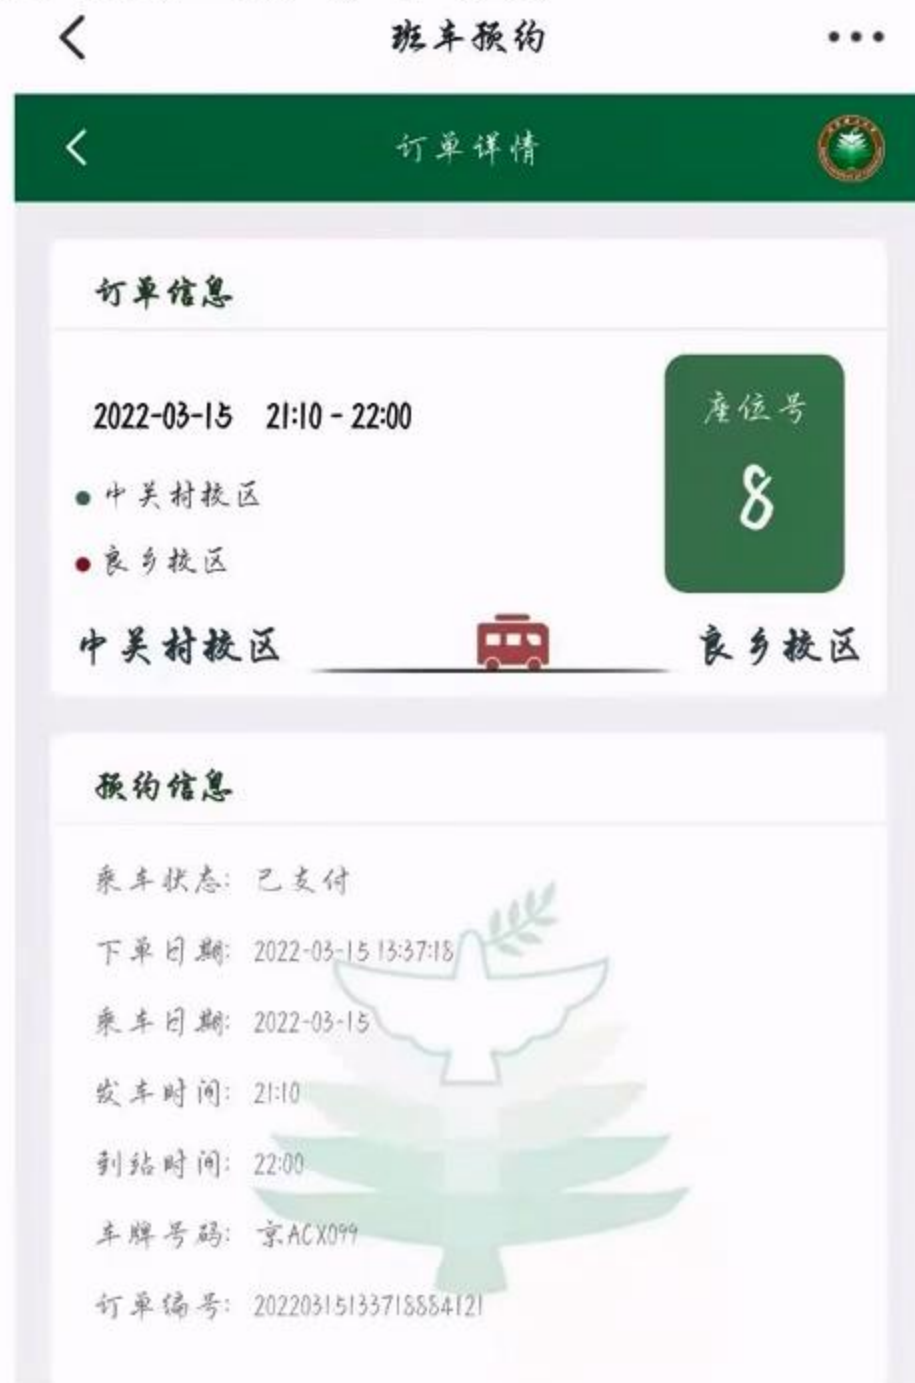 班车预约
订单详情
订单信息
2022-03-15 21:10 - 22:00
座位号
8
中关村校区
良乡校区
中关村校区 良乡校区
预约信息
乘车状态: 已支付
下单日期: 2022-03-15 13:37:18
乘车日期: 2022-03-15
发车时间: 21:10
到站时间: 22:00
车牌号码: 京ACX099
订单编号: 20220315133718884121